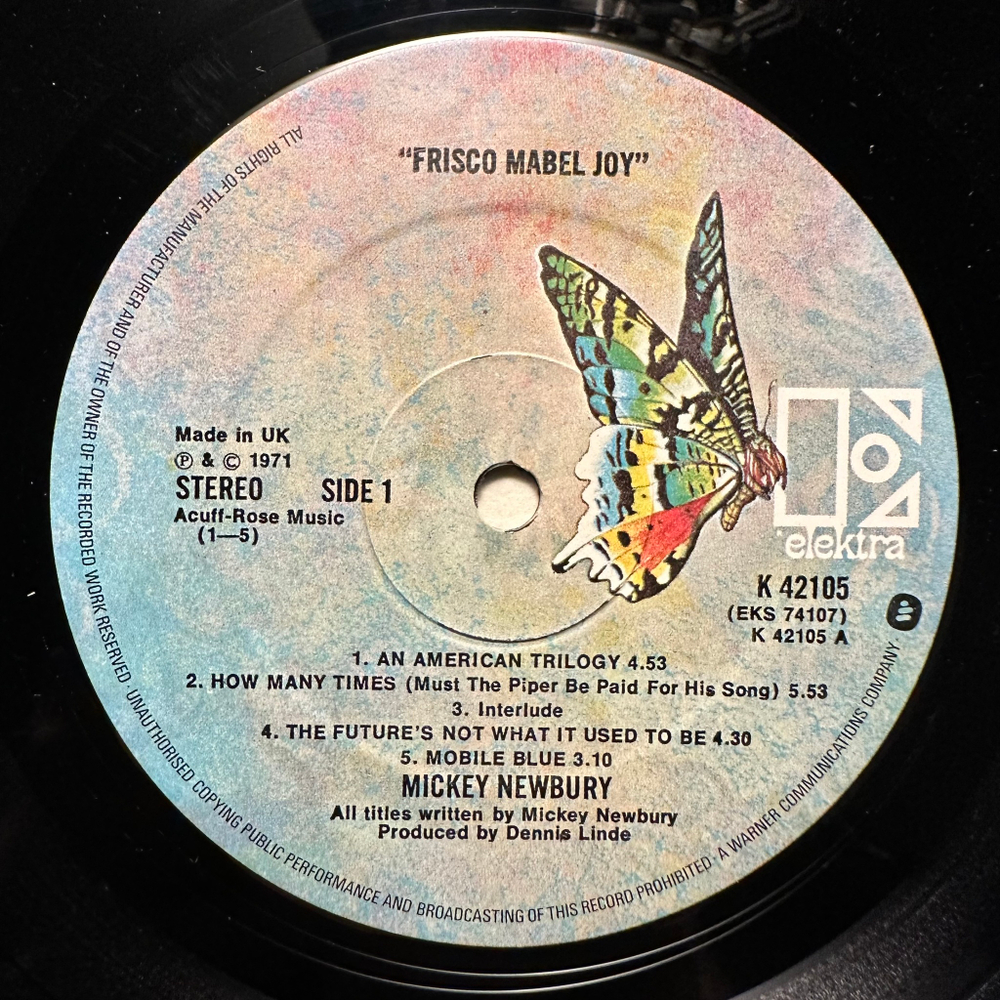 "FRISCO MABEL JOY"
Made in UK
Ⓟ & © 1971
STEREO SIDE 1
Acuff-Rose Music
(1—5)
elektra
K 42105
(EKS 74107)
K 42105 A
1. AN AMERICAN TRILOGY 4.53
2. HOW MANY TIMES (Must The Piper Be Paid For His Song) 5.53
3. Interlude
4. THE FUTURE'S NOT WHAT IT USED TO BE 4.30
5. MOBILE BLUE 3.10
MICKEY NEWBURY
All titles written by Mickey Newbury
Produced by Dennis Linde
ALL RIGHTS OF THE MANUFACTURER AND OF THE OWNER OF THE RECORDED WORK RESERVED · UNAUTHORISED COPYING PUBLIC PERFORMANCE AND BROADCASTING OF THIS RECORD PROHIBITED · A WARNER COMMUNICATIONS COMPANY